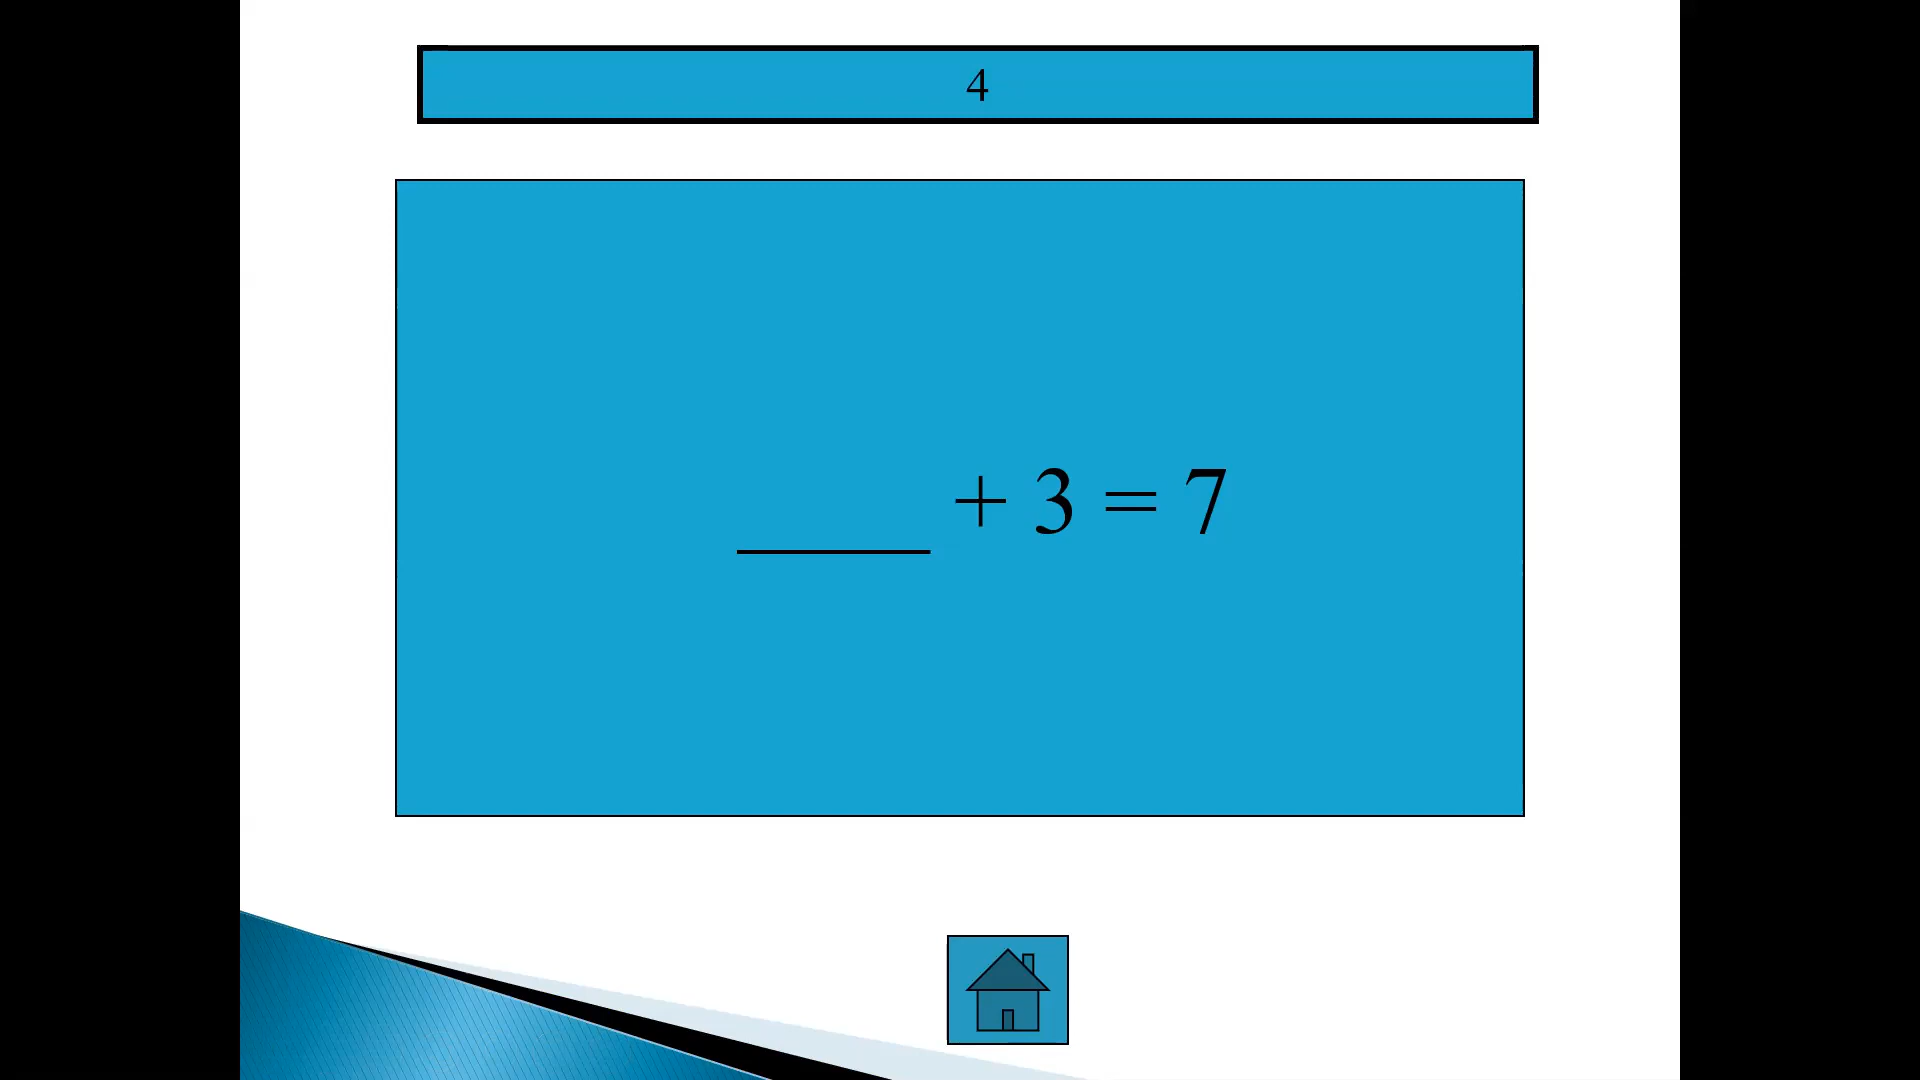 4
_____ + 3 = 7